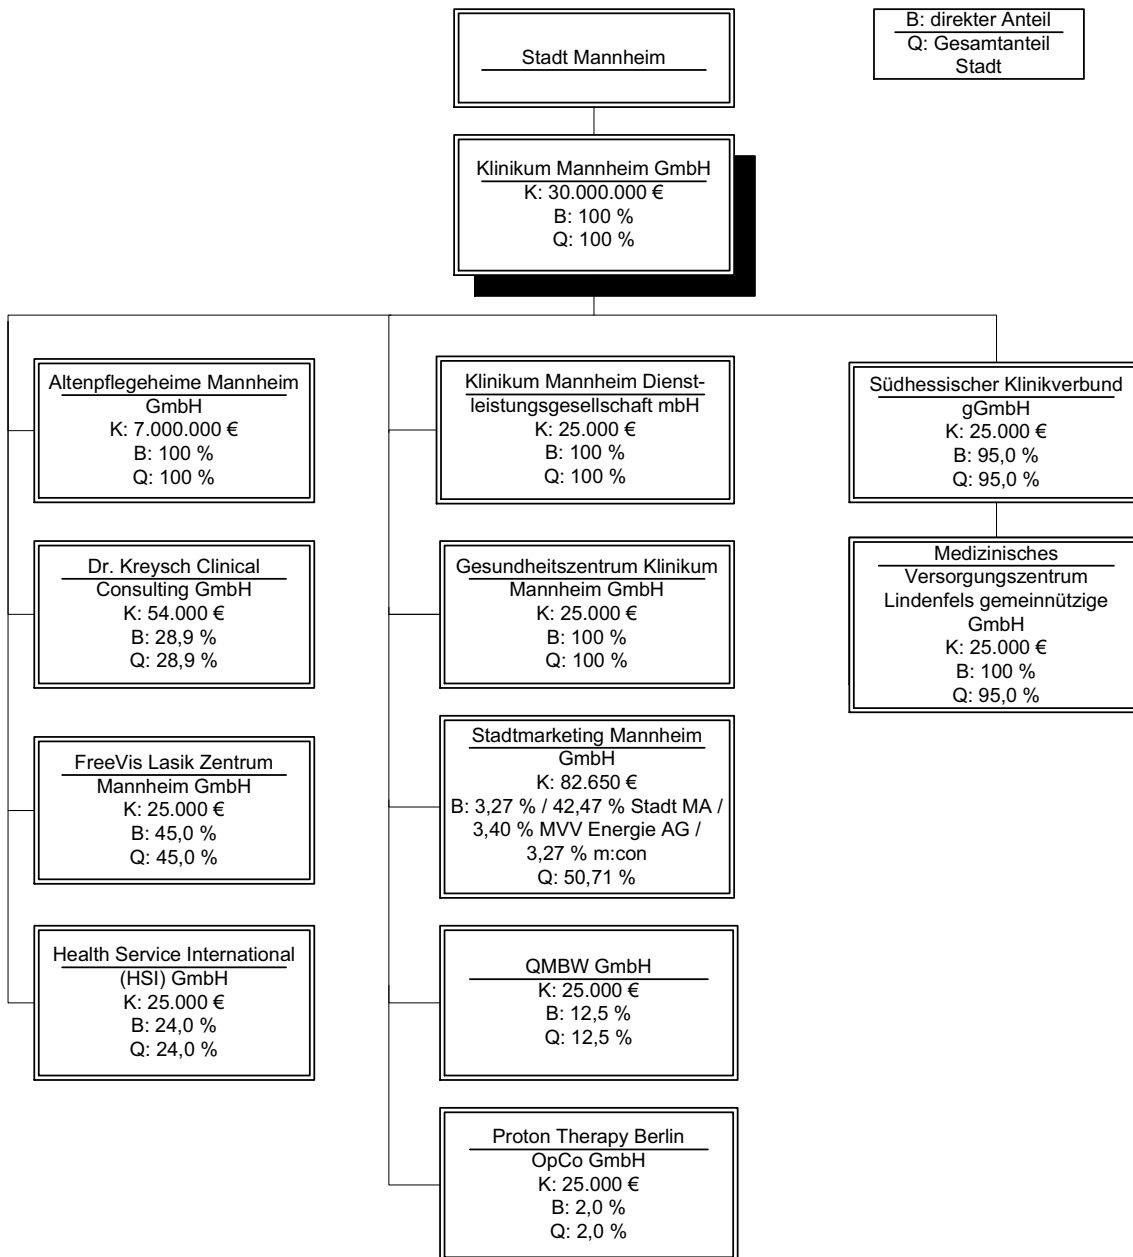 Stadt Mannheim
B: direkter Anteil
Q: Gesamtanteil
Stadt
Klinikum Mannheim GmbH
K: 30.000.000 €
B: 100 %
Q: 100 %
Altenpflegeheime Mannheim
GmbH
K: 7.000.000 €
B: 100 %
Q: 100 %
Klinikum Mannheim Dienst-
leistungsgesellschaft mbH
K: 25.000 €
B: 100 %
Q: 100 %
Südhessischer Klinikverbund
gGmbH
K: 25.000 €
B: 95,0 %
Q: 95,0 %
Dr. Kreysch Clinical
Consulting GmbH
K: 54.000 €
B: 28,9 %
Q: 28,9 %
Gesundheitszentrum Klinikum
Mannheim GmbH
K: 25.000 €
B: 100 %
Q: 100 %
Medizinisches
Versorgungszentrum
Lindenfels gemeinnützige
GmbH
K: 25.000 €
B: 100 %
Q: 95,0 %
FreeVis Lasik Zentrum
Mannheim GmbH
K: 25.000 €
B: 45,0 %
Q: 45,0 %
Stadtmarketing Mannheim
GmbH
K: 82.650 €
B: 3,27 % / 42,47 % Stadt MA /
3,40 % MVV Energie AG /
3,27 % m:con
Q: 50,71 %
Health Service International
(HSI) GmbH
K: 25.000 €
B: 24,0 %
Q: 24,0 %
QMBW GmbH
K: 25.000 €
B: 12,5 %
Q: 12,5 %
Proton Therapy Berlin
OpCo GmbH
K: 25.000 €
B: 2,0 %
Q: 2,0 %